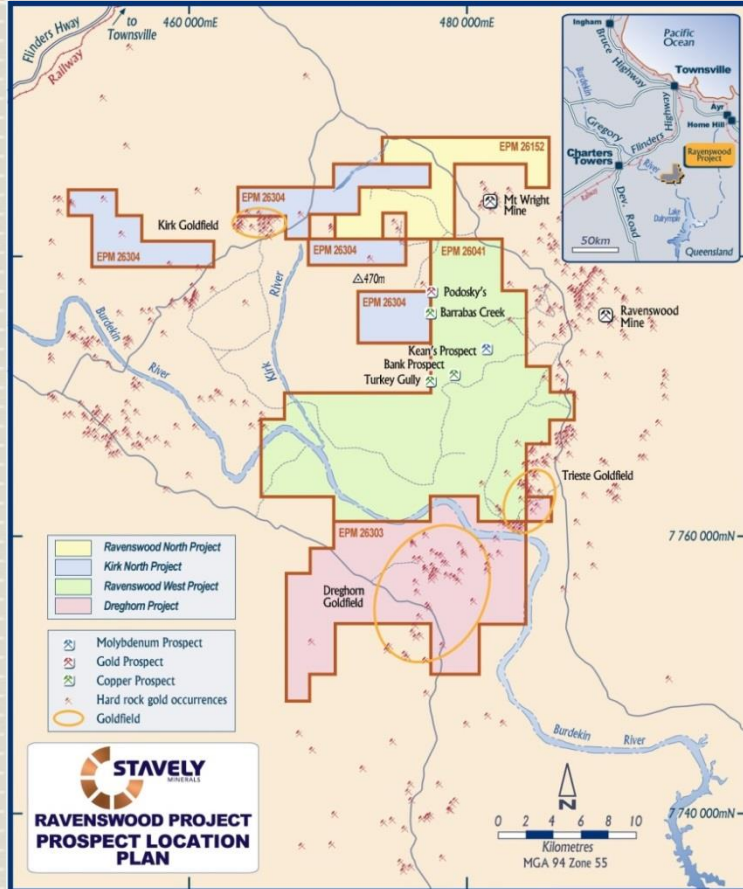 460 000mE
480 000mE
to
Townsville
Flinders Hwy
Railway
EPM 26152
EPM 26304
Kirk Goldfield
EPM 26304
EPM 26304
Mt Wright
Mine
EPM 26041
470m
EPM 26304
Podosky's
Barrabas Creek
Ravenswood
Mine
Kean's Prospect
Bank Prospect
Turkey Gully
Burdekin
River
Kirk
River
Trieste Goldfield
EPM 26303
7 760 000mN
Dreghorn
Goldfield
Burdekin
River
7 740 000mN
Ingham
Pacific
Ocean
Bruce Highway
Townsville
Burdekin
Ayr
Home Hill
Gregory
Flinders Highway
Charters
Towers
River
Ravenswood
Project
Railway
Dev. Road
Lake
Dalrymple
50km
Queensland
Ravenswood North Project
Kirk North Project
Ravenswood West Project
Dreghorn Project
Molybdenum Prospect
Gold Prospect
Copper Prospect
Hard rock gold occurrences
Goldfield
STAVELY
MINERALS
RAVENSWOOD PROJECT
PROSPECT LOCATION
PLAN
N
0 2 4 6 8 10
Kilometres
MGA 94 Zone 55